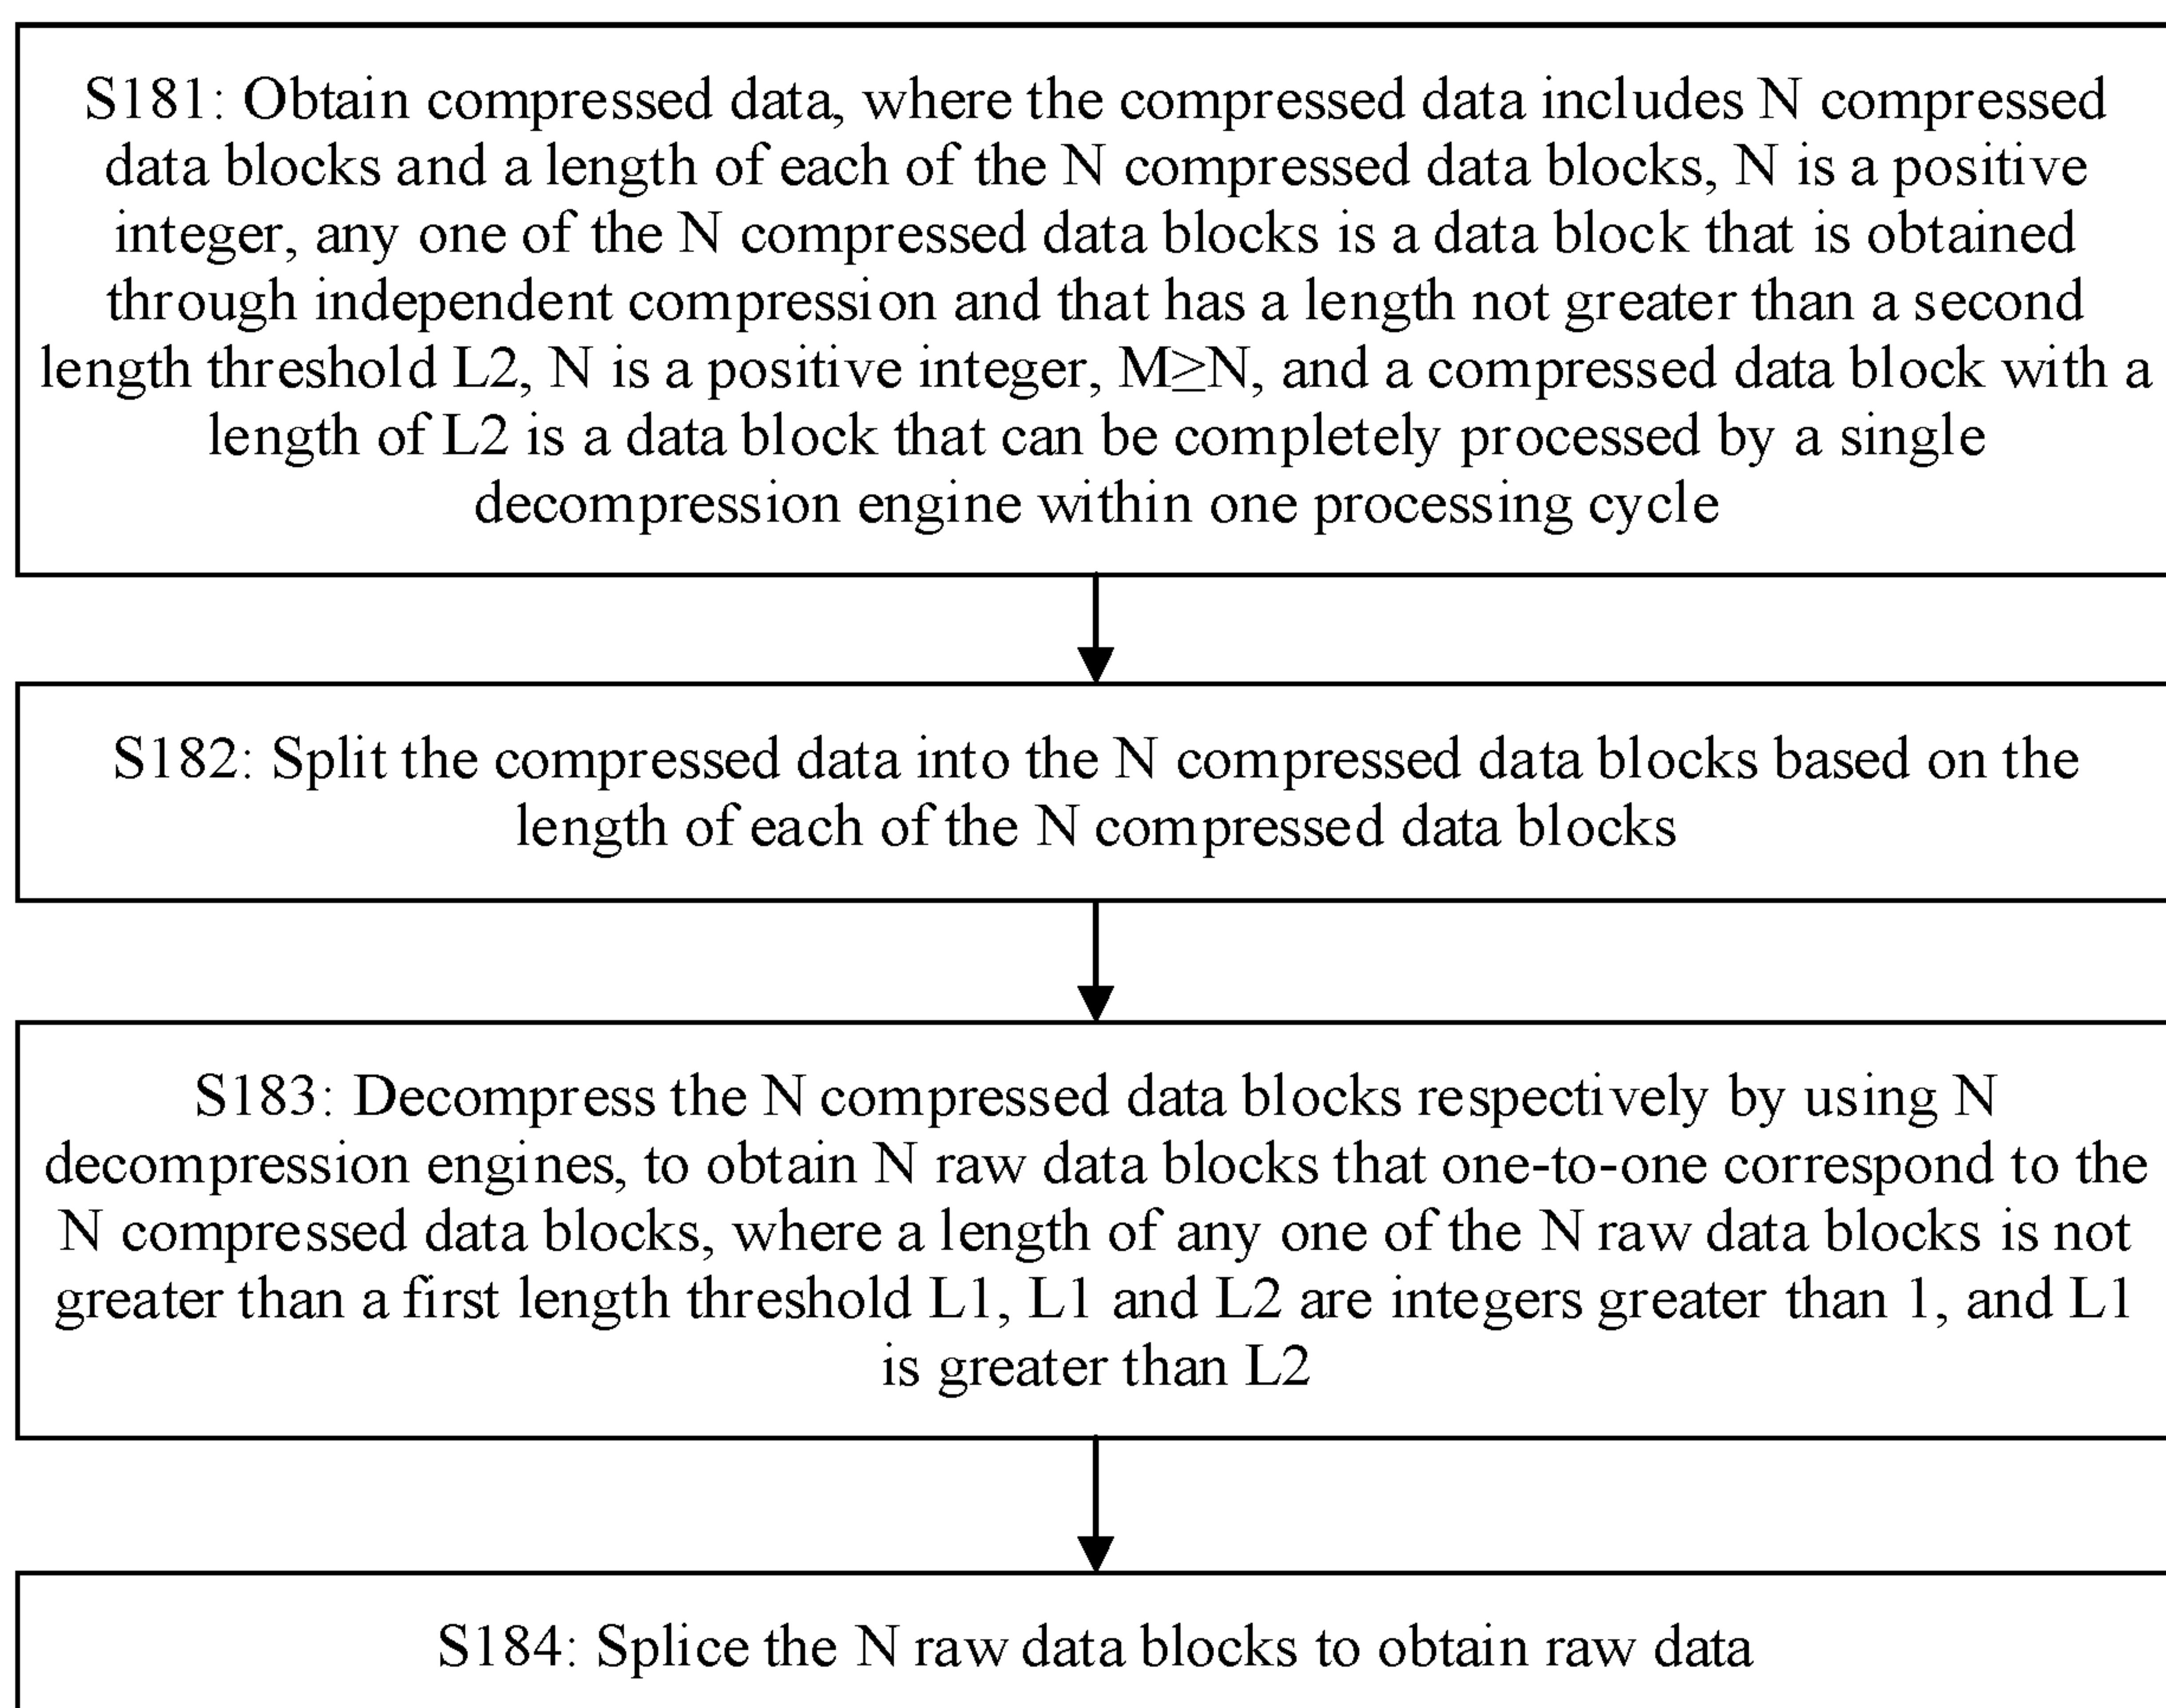 S181: Obtain compressed data, where the compressed data includes N compressed
data blocks and a length of each of the N compressed data blocks, N is a positive
integer, any one of the N compressed data blocks is a data block that is obtained
through independent compression and that has a length not greater than a second
length threshold L2, N is a positive integer, M≥N, and a compressed data block with a
length of L2 is a data block that can be completely processed by a single
decompression engine within one processing cycle
S182: Split the compressed data into the N compressed data blocks based on the
length of each of the N compressed data blocks
S183: Decompress the N compressed data blocks respectively by using N
decompression engines, to obtain N raw data blocks that one-to-one correspond to the
N compressed data blocks, where a length of any one of the N raw data blocks is not
greater than a first length threshold L1, L1 and L2 are integers greater than 1, and L1
is greater than L2
S184: Splice the N raw data blocks to obtain raw data